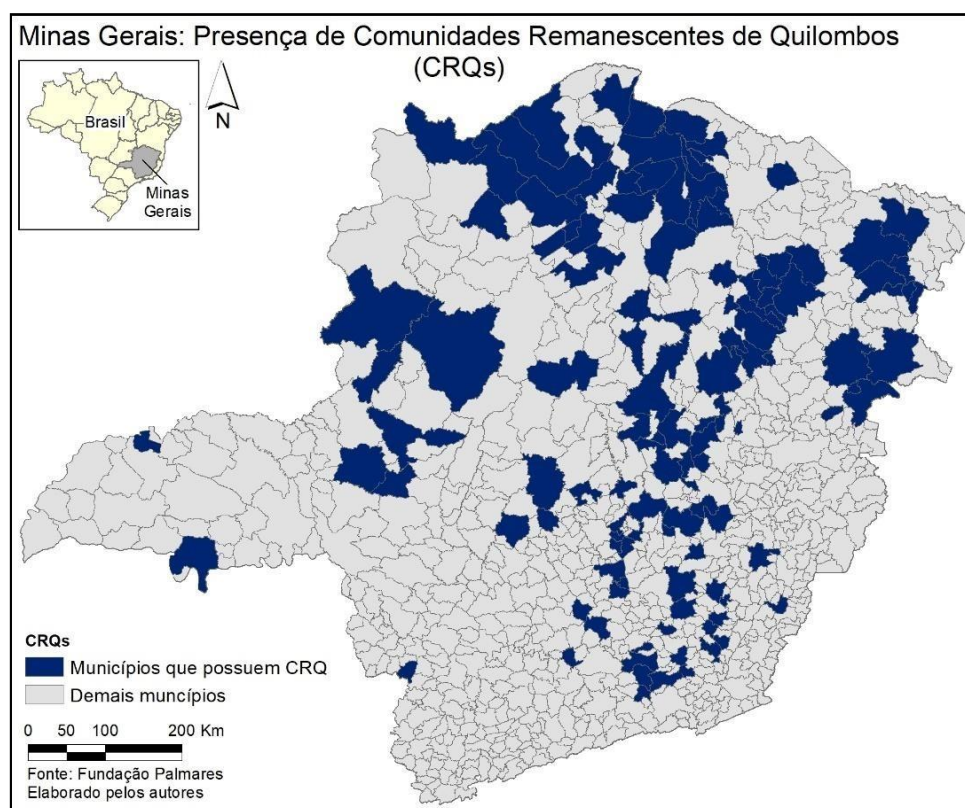 Minas Gerais: Presença de Comunidades Remanescentes de Quilombos
(CRQs)
Brasil
Minas
Gerais
N
CRQs
Municípios que possuem CRQ
Demais muncípios
0 50 100 200 Km
Fonte: Fundação Palmares
Elaborado pelos autores